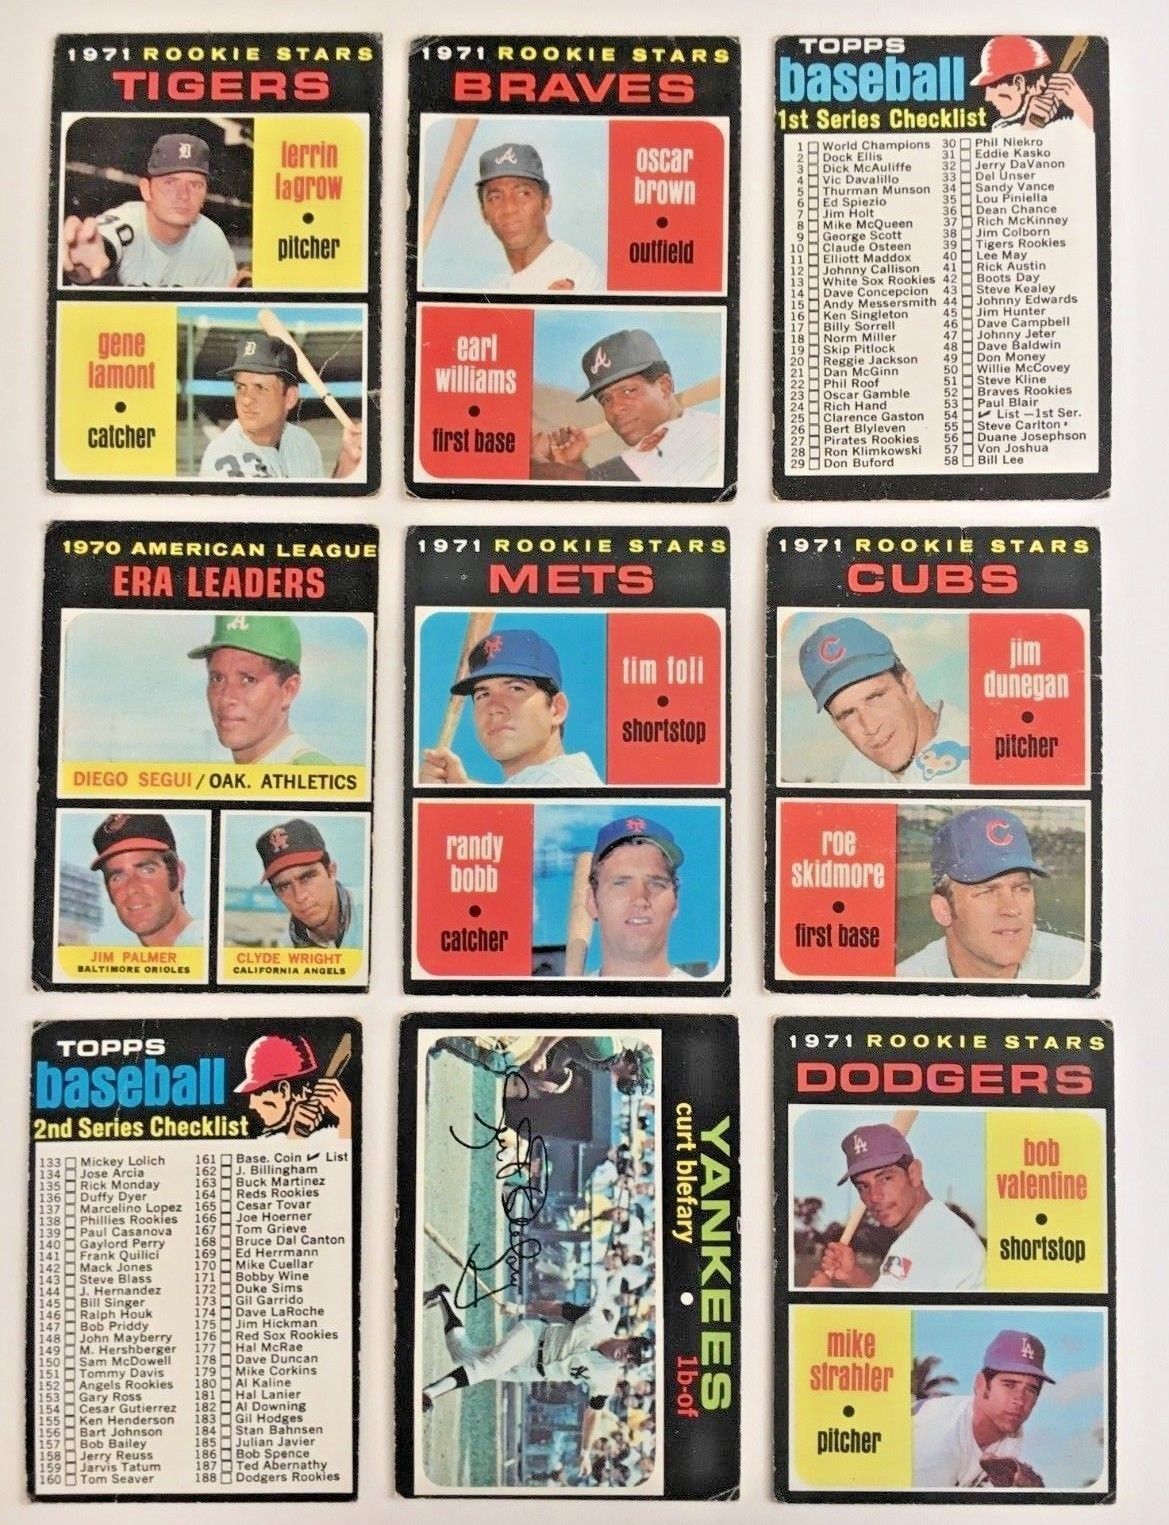 1971 ROOKIE STARS
TIGERS
lerrin
lagrow
pitcher
gene
lamont
catcher
1971 ROOKIE STARS
BRAVES
oscar
brown
outfield
earl
williams
first base
TOPPS
baseball
1st Series Checklist
1 World Championss
2 Dock Ellis
3 Dick McAuliffe
4 Vic Davalillo
5 Thurman Munson
6 Ed Spiezio
7 Jim Holt
8 Mike McQueen
9 George Scott
10 Claude Osteen
11 Elliott Maddox
12 Johnny Callison
13 White Sox Rookies
14 Dave Concepcion
15 Andy Messersmith
16 Ken Singleton
17 Billy Sorrell
18 Norm Miller
19 Skip Pitlock
20 Reggie Jackson
21 Dan McGinn
22 Phil Roof
23 Oscar Gamble
24 Rich Hand
25 Clarence Gaston
26 Bert Blyleven
27 Pirates Rookies
28 Ron Klimkowski
29 Don Buford
30 Phil Niekro
31 Eddie Kasko
32 Jerry DaVanon
33 Del Unser
34 Sandy Vance
35 Lou Piniella
36 Dean Chance
37 Rich McKinney
38 Jim Colborn
39 Tigers Rookies
40 Lee May
41 Rick Austin
42 Boots Day
43 Steve Kealey
44 Johnny Edwards
45 Jim Hunter
46 Dave Campbell
47 Johnny Jeter
48 Dave Baldwin
49 Don Money
50 Willie McCovey
51 Steve Kline
52 Braves Rookies
53 Paul Blair
54 List—1st Ser.
55 Steve Carlton
56 Duane Josephson
57 Von Joshua
58 Bill Lee
1970 AMERICAN LEAGUE
ERA LEADERS
DIEGO SEGUI / OAK. ATHLETICS
JIM PALMER
BALTIMORE ORIOLES
CLYDE WRIGHT
CALIFORNIA ANGELS
1971 ROOKIE STARS
METS
tim foli
shortstop
randy
bobb
catcher
1971 ROOKIE STARS
CUBS
jim
dunegan
pitcher
roe
skidmore
first base
TOPPS
baseball
2nd Series Checklist
133 Mickey Lolich
134 Jose Arcia
135 Rick Monday
136 Duffy Dyer
137 Marcelino Lopez
138 Phillies Rookies
139 Paul Casanova
140 Gaylord Perry
141 Frank Quilici
142 Mack Jones
143 Steve Blass
144 J. Hernandez
145 Bill Singer
146 Ralph Houk
147 Bob Priddy
148 John Mayberry
149 M. Hershberger
150 Sam McDowell
151 Tommy Davis
152 Angels Rookies
153 Gary Ross
154 Cesar Gutierrez
155 Ken Henderson
156 Bart Johnson
157 Bob Bailey
158 Jerry Reuss
159 Jarvis Tatum
160 Tom Seaver
161 Base. Coin List
162 J. Billingham
163 Buck Martinez
164 Reds Rookies
165 Cesar Tovar
166 Joe Hoerner
167 Tom Grieve
168 Bruce Dal Canton
169 Ed Herrmann
170 Mike Cuellar
171 Bobby Wine
172 Duke Sims
173 Gil Garrido
174 Dave LaRoche
175 Jim Hickman
176 Red Sox Rookies
177 Hal McRae
178 Dave Duncan
179 Mike Corkins
180 Al Kaline
181 Hal Lanier
182 Al Downing
183 Gil Hodges
184 Stan Bahnsen
185 Julian Javier
186 Bob Spence
187 Ted Abernathy
188 Dodgers Rookies
YANKEES
curt blefary • 1b-of
1971 ROOKIE STARS
DODGERS
bob
valentine
shortstop
mike
strahler
pitcher